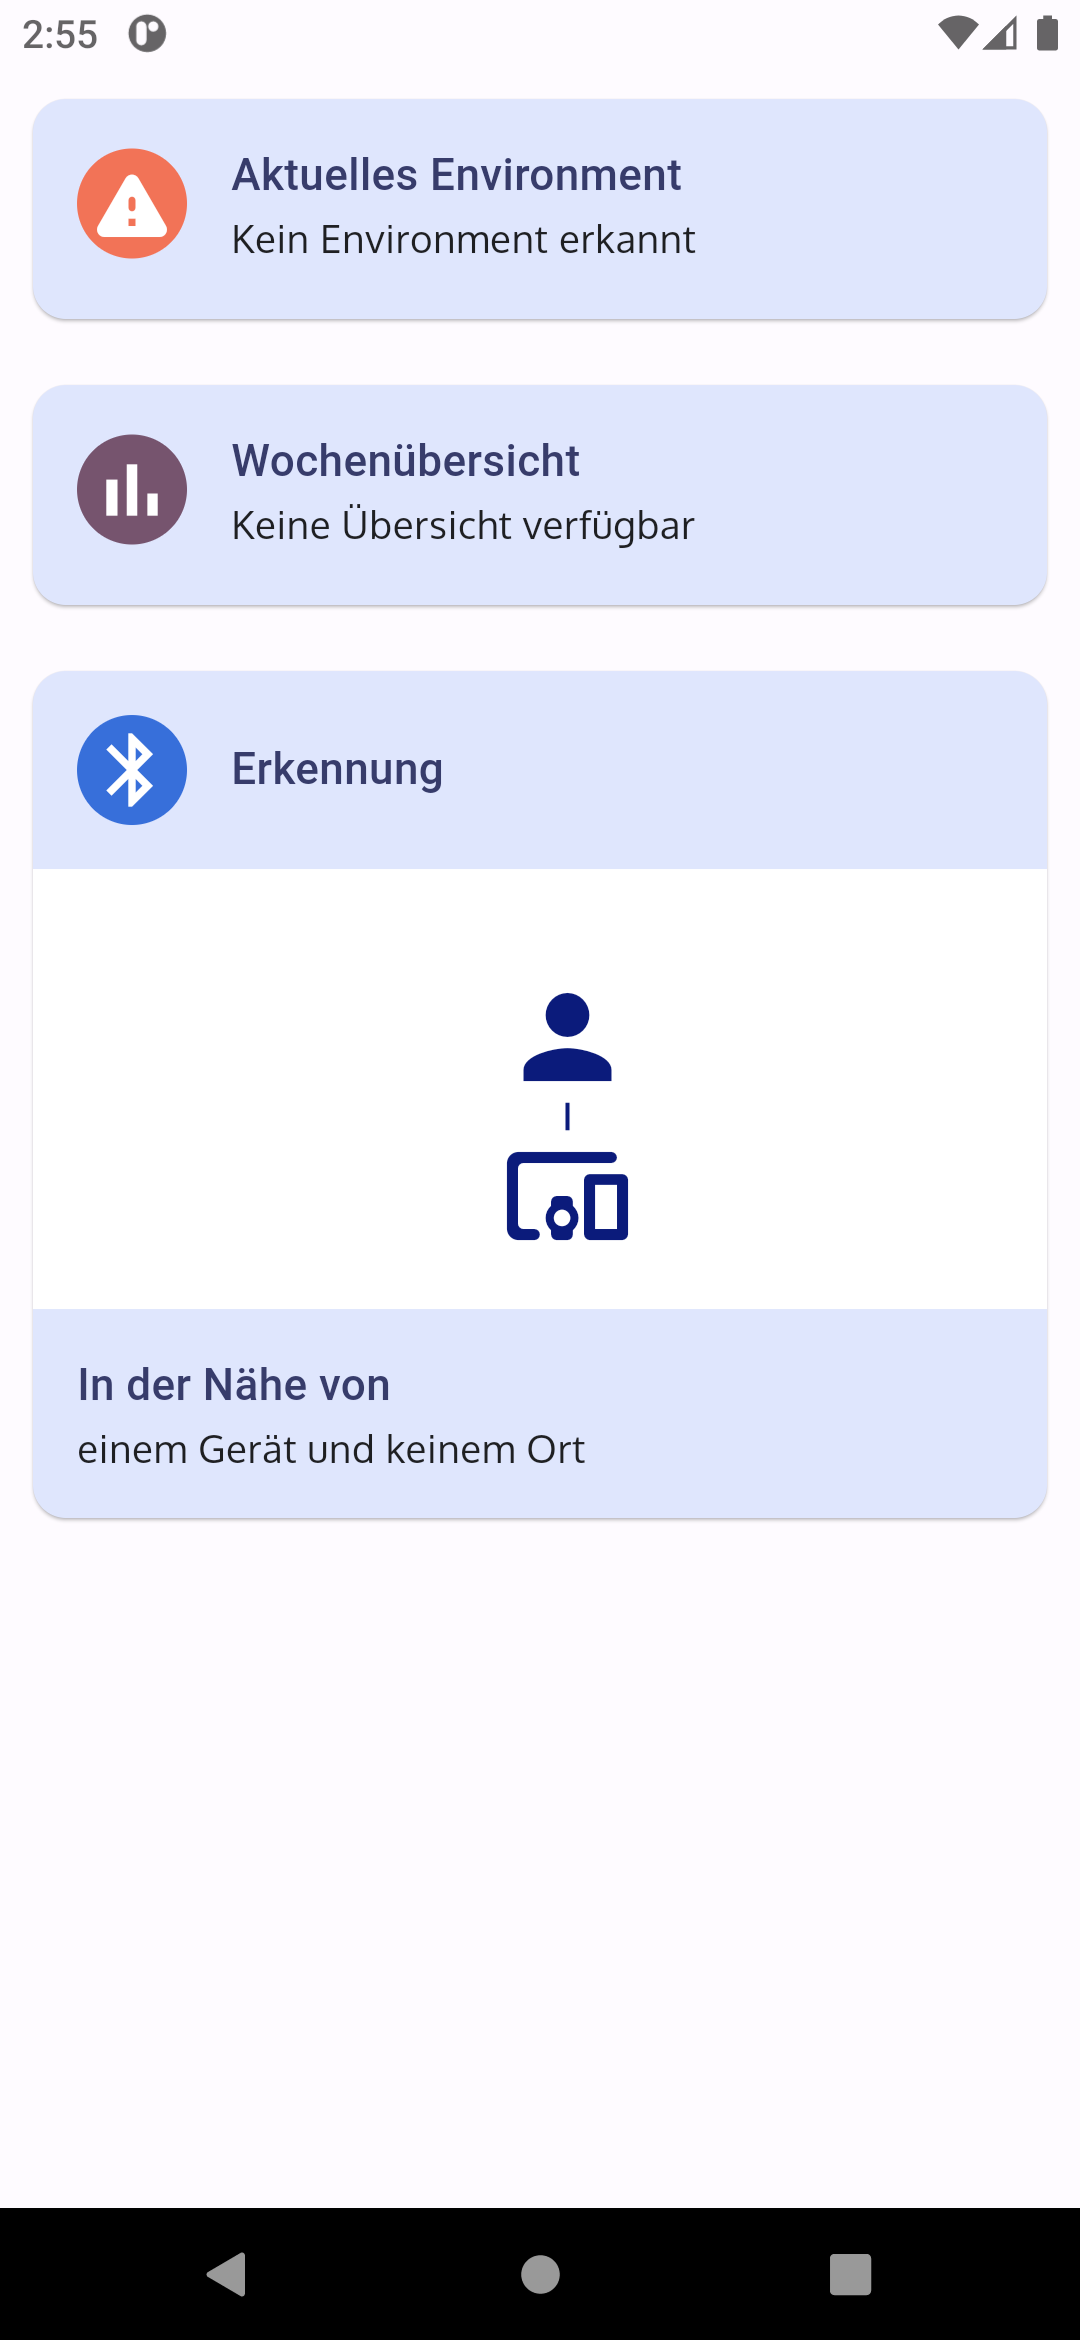 2:55
Aktuelles Environment
Kein Environment erkannt
Wochenübersicht
Keine Übersicht verfügbar
Erkennung
In der Nähe von
einem Gerät und keinem Ort